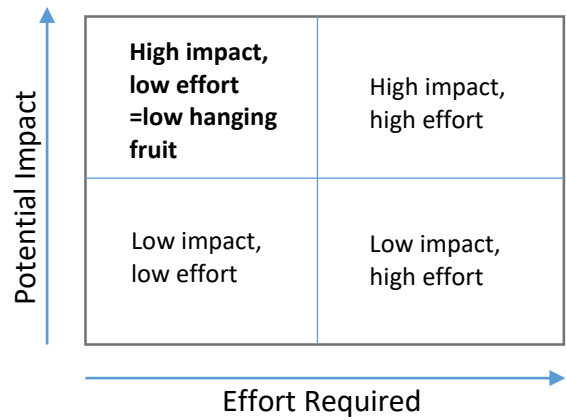 Potential Impact
High impact,
low effort
=low hanging
fruit
High impact,
high effort
Low impact,
low effort
Low impact,
high effort
Effort Required